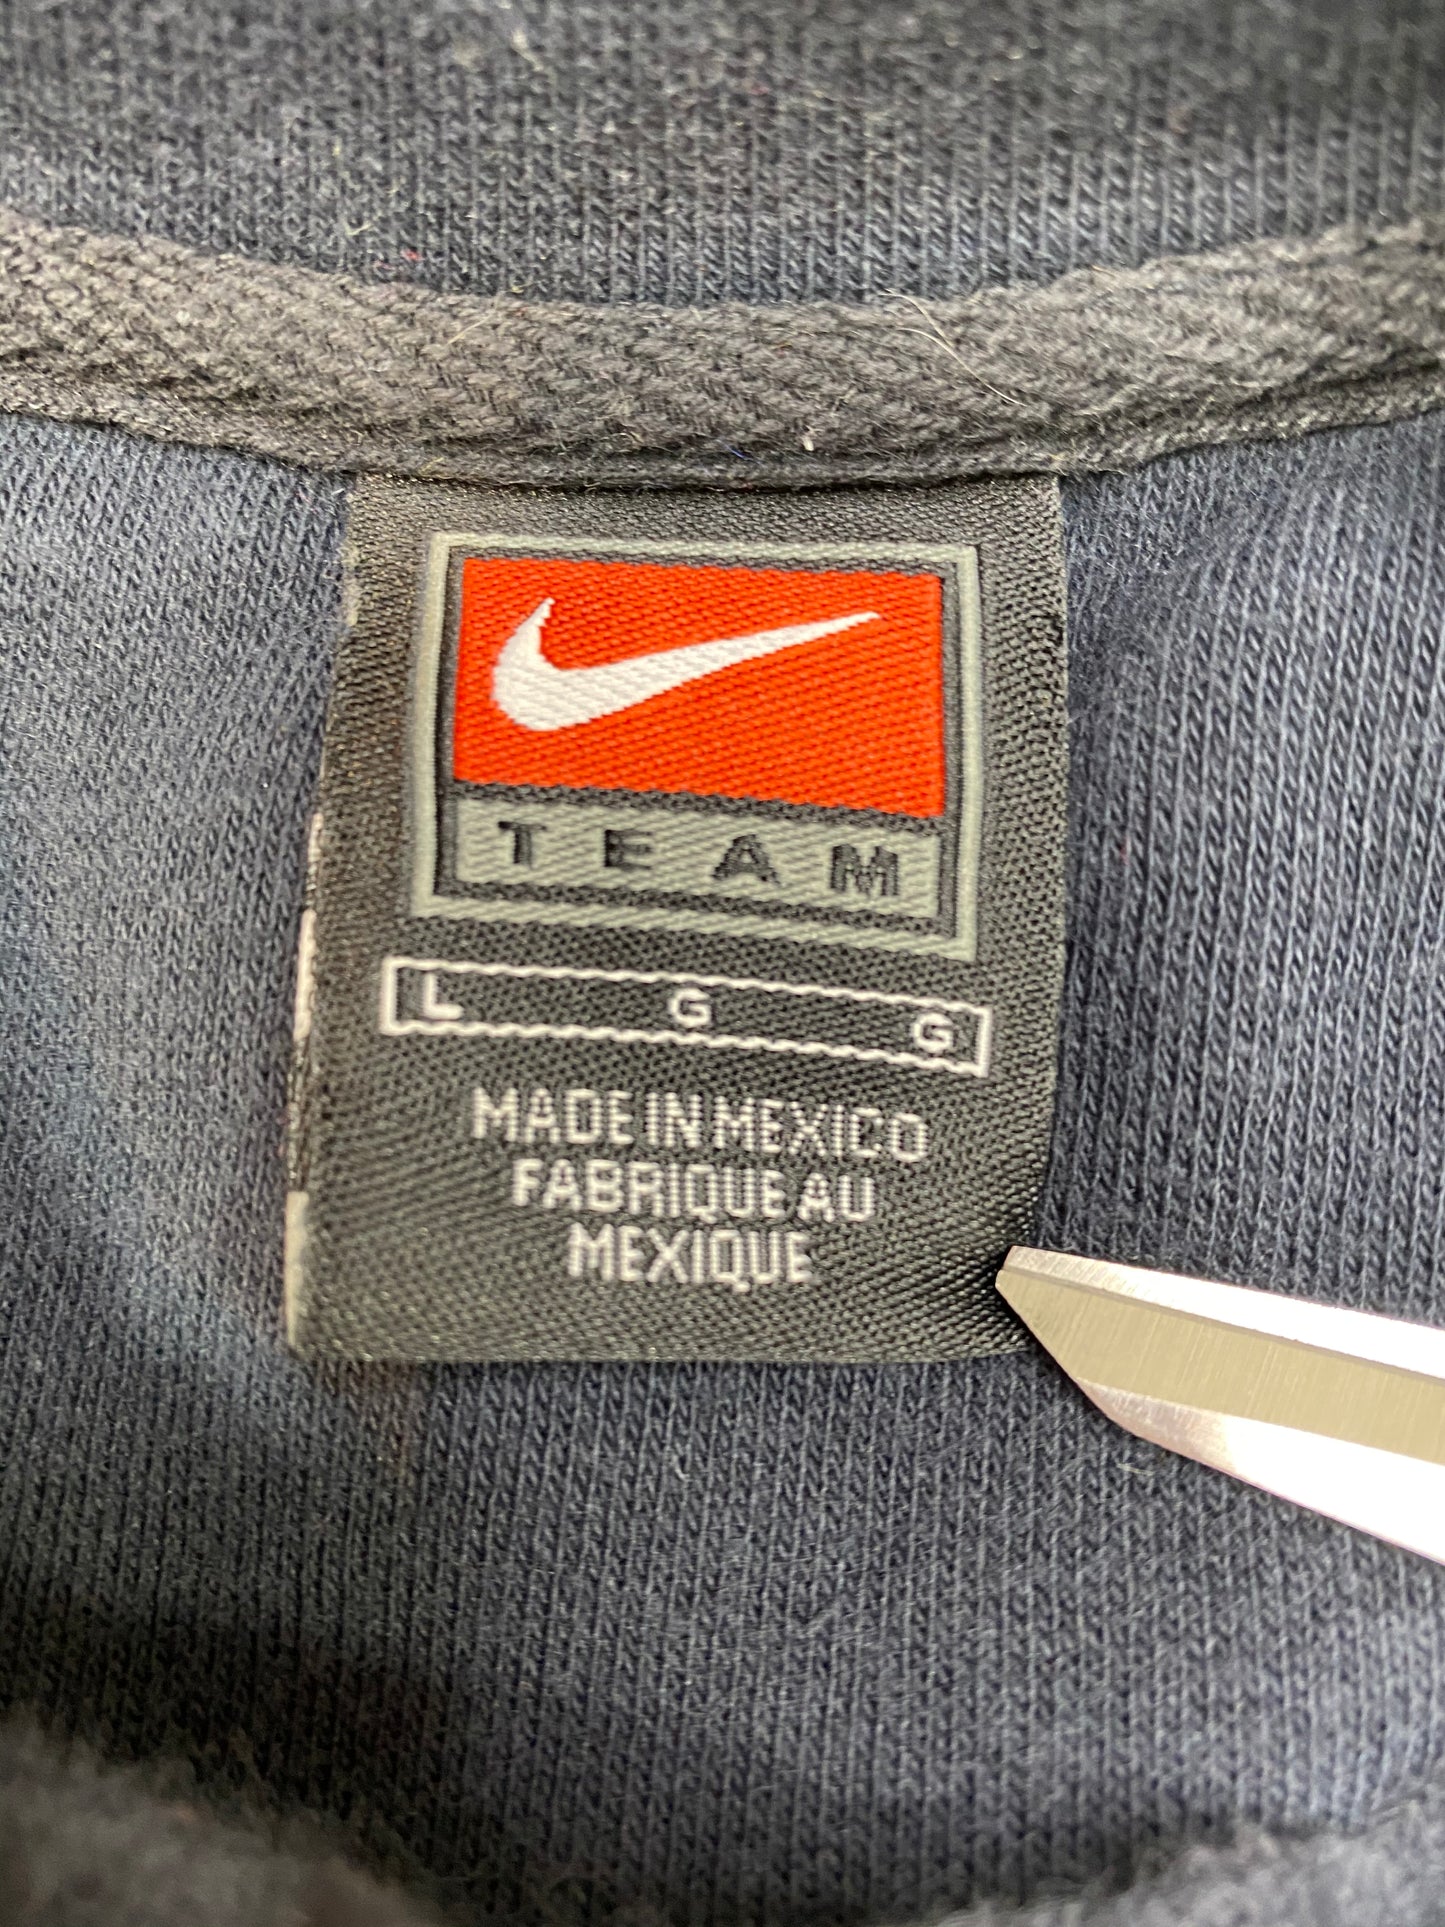 TEAM
L G G
MADE IN MEXICO
FABRIQUE AU
MEXIQUE